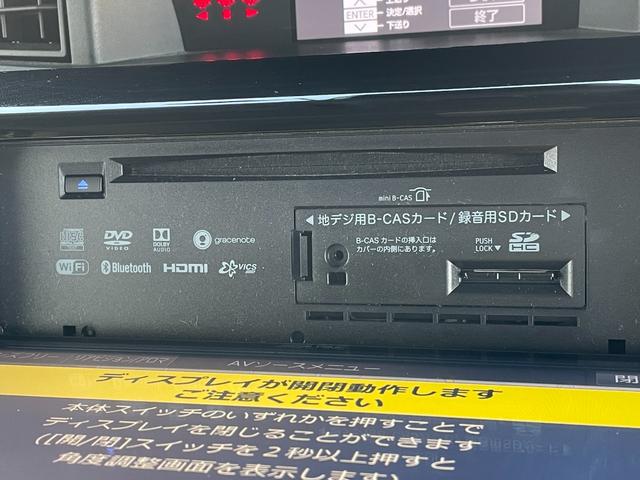 ENTER 決定/選択
下送り
終了
mini B-CAS
◀ 地デジ用B-CASカード / 録音用SDカード ▶
B-CAS カードの挿入口は
カバーの内側にあります。
PUSH
LOCK ▼
SD
HC
DVD
VIDEO
DOLBY
AUDIO
gracenote
Wi Fi
Bluetooth
HDMI
VICS
AVソースメニュー
閉
ディスプレイが開閉動作します
ご注意ください
本体スイッチのいずれかを押すことで
ディスプレイを閉じることができます
([開/閉]スイッチを2秒以上押すと
角度調整画面を表示します)